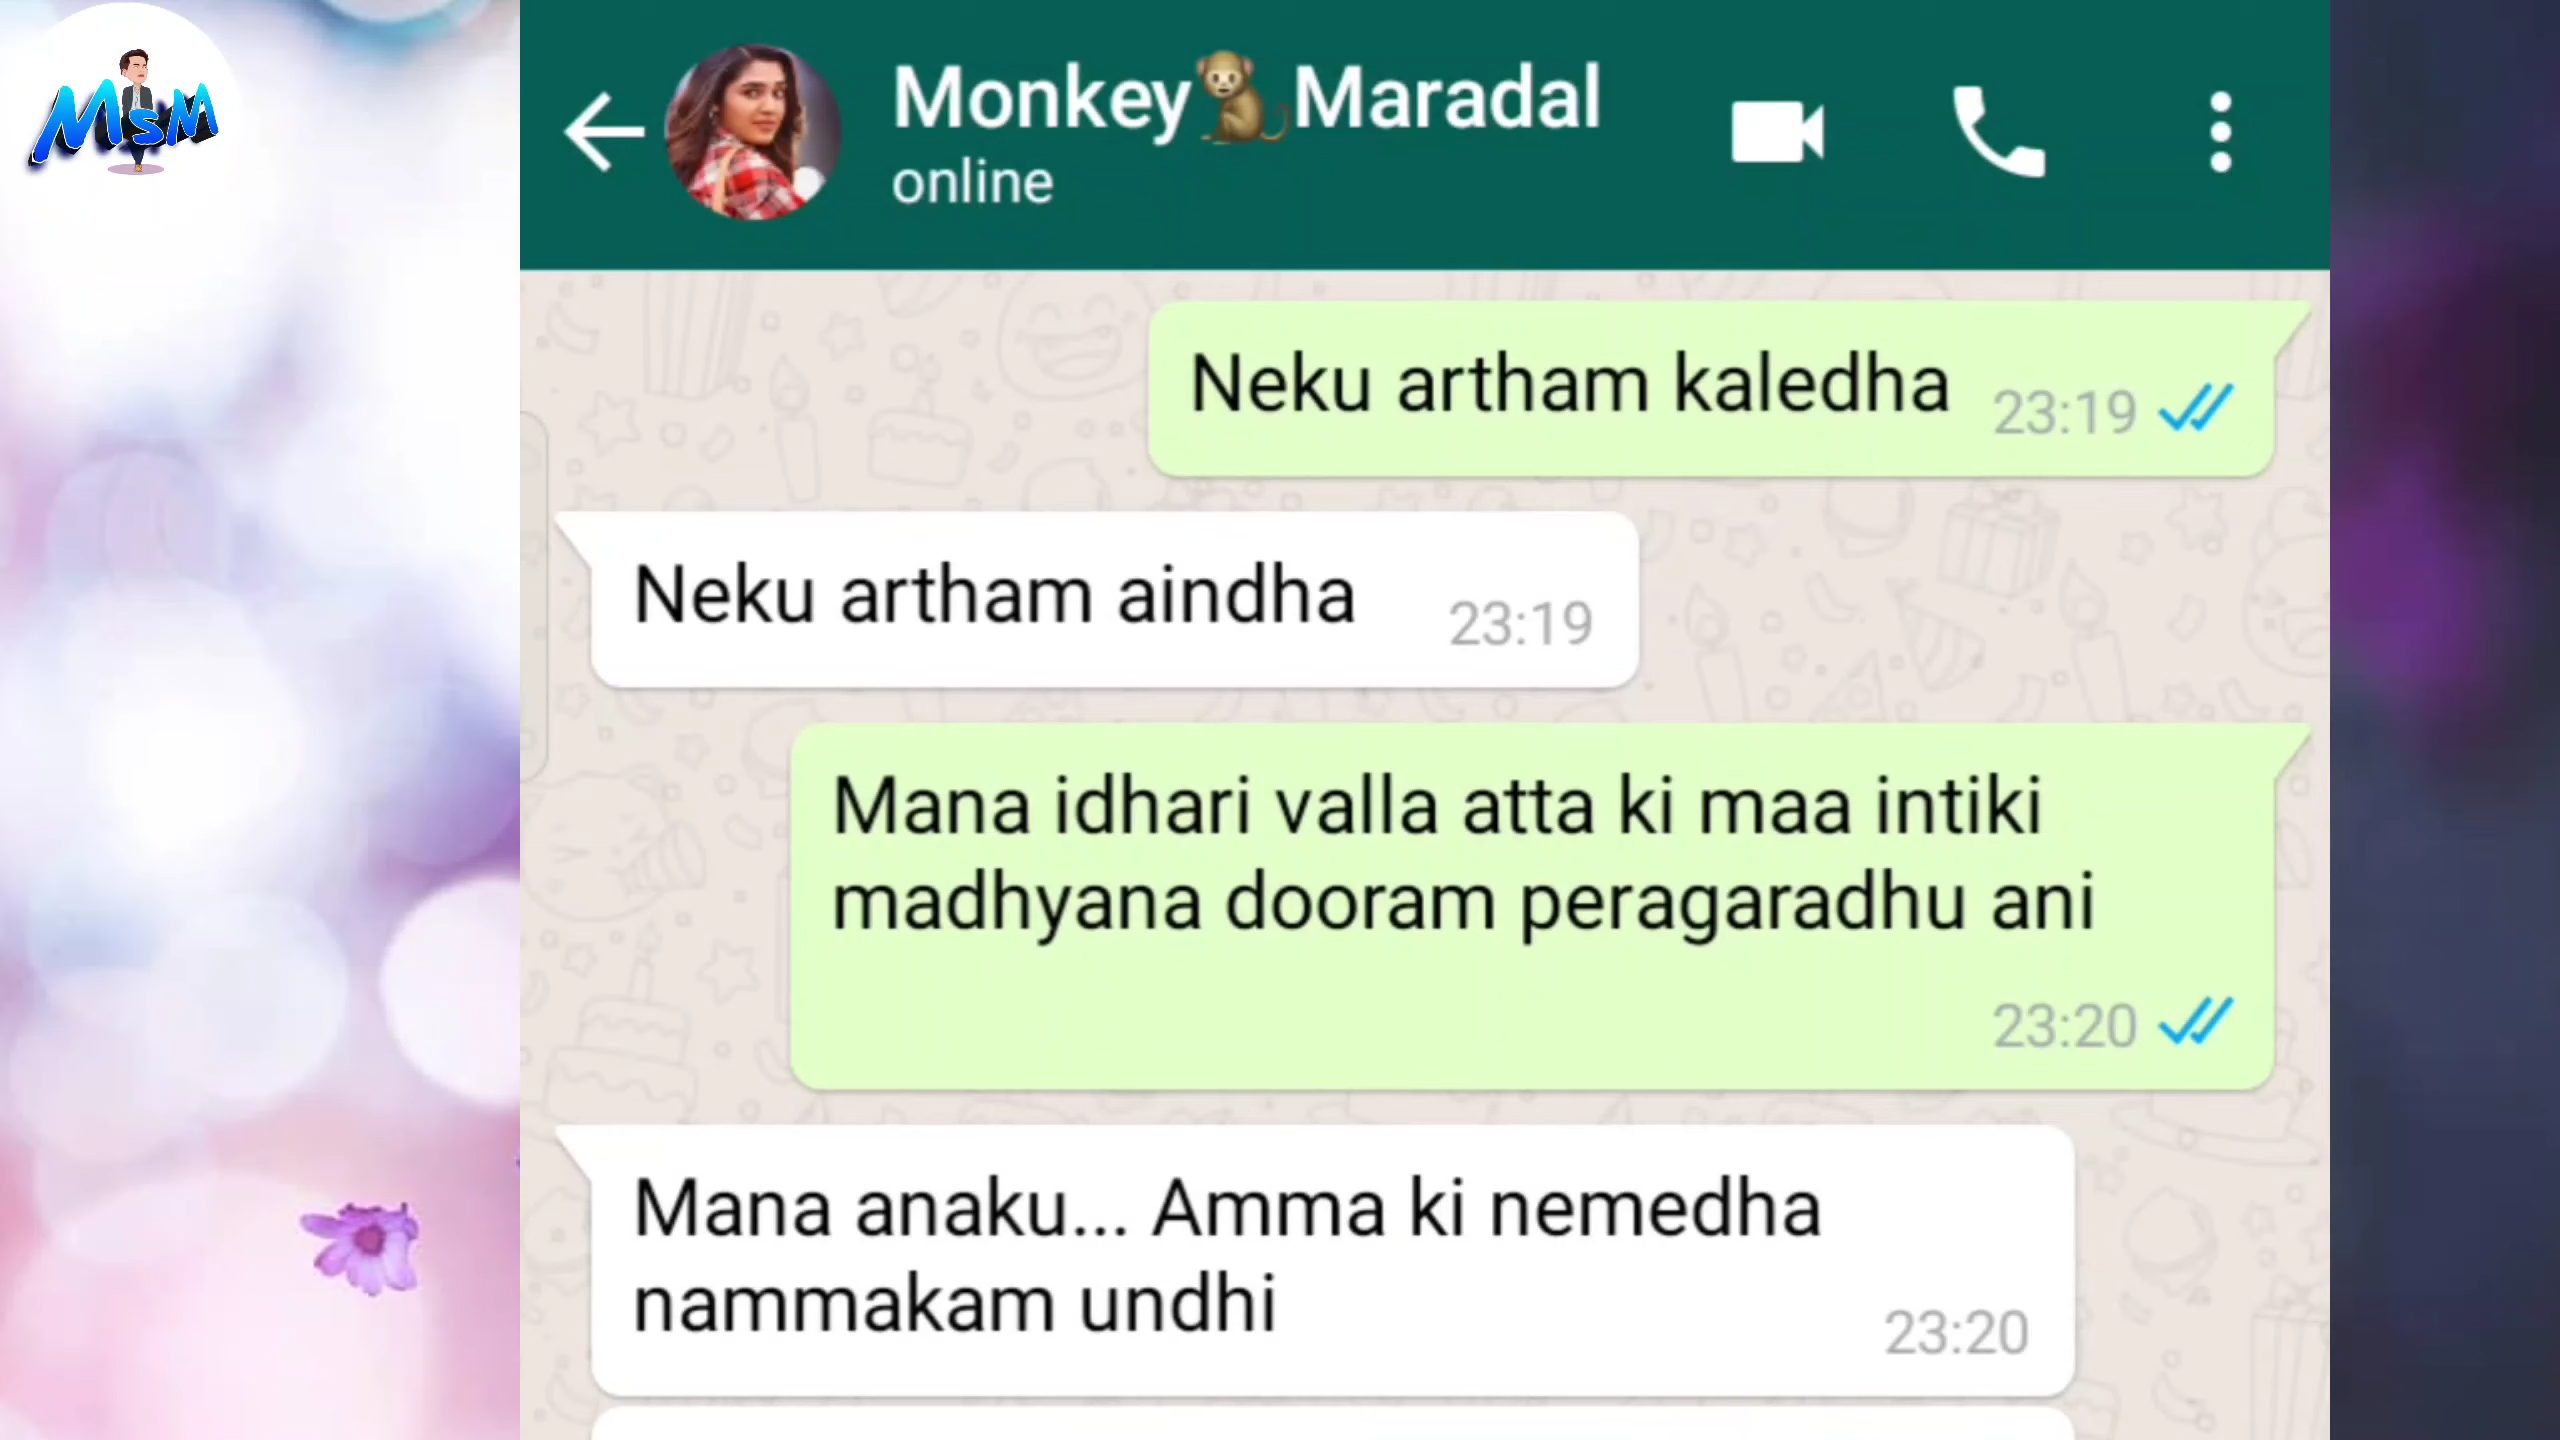 MSM
Monkey🐒Maradal
online
Neku artham kaledha 23:19
Neku artham aindha 23:19
Mana idhari valla atta ki maa intiki
madhyana dooram peragaradhu ani
23:20
Mana anaku... Amma ki nemedha
nammakam undhi
23:20